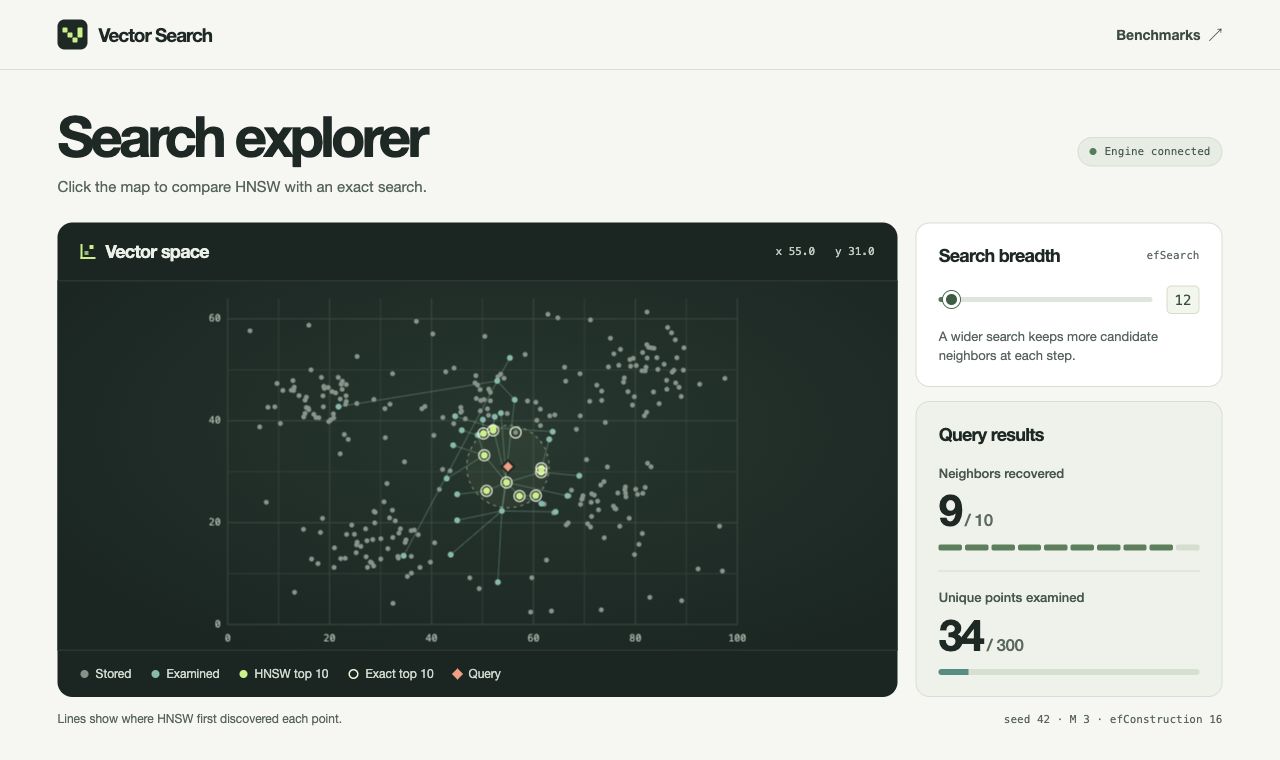 Vector Search
Benchmarks ↗
Search explorer
Engine connected
Click the map to compare HNSW with an exact search.
Vector space
x 55.0 y 31.0
60
40
20
0
0 20 40 60 80 100
Stored Examined HNSW top 10 Exact top 10 Query
Lines show where HNSW first discovered each point.
Search breadth
efSearch
12
A wider search keeps more candidate
neighbors at each step.
Query results
Neighbors recovered
9 / 10
Unique points examined
34 / 300
seed 42 · M 3 · efConstruction 16